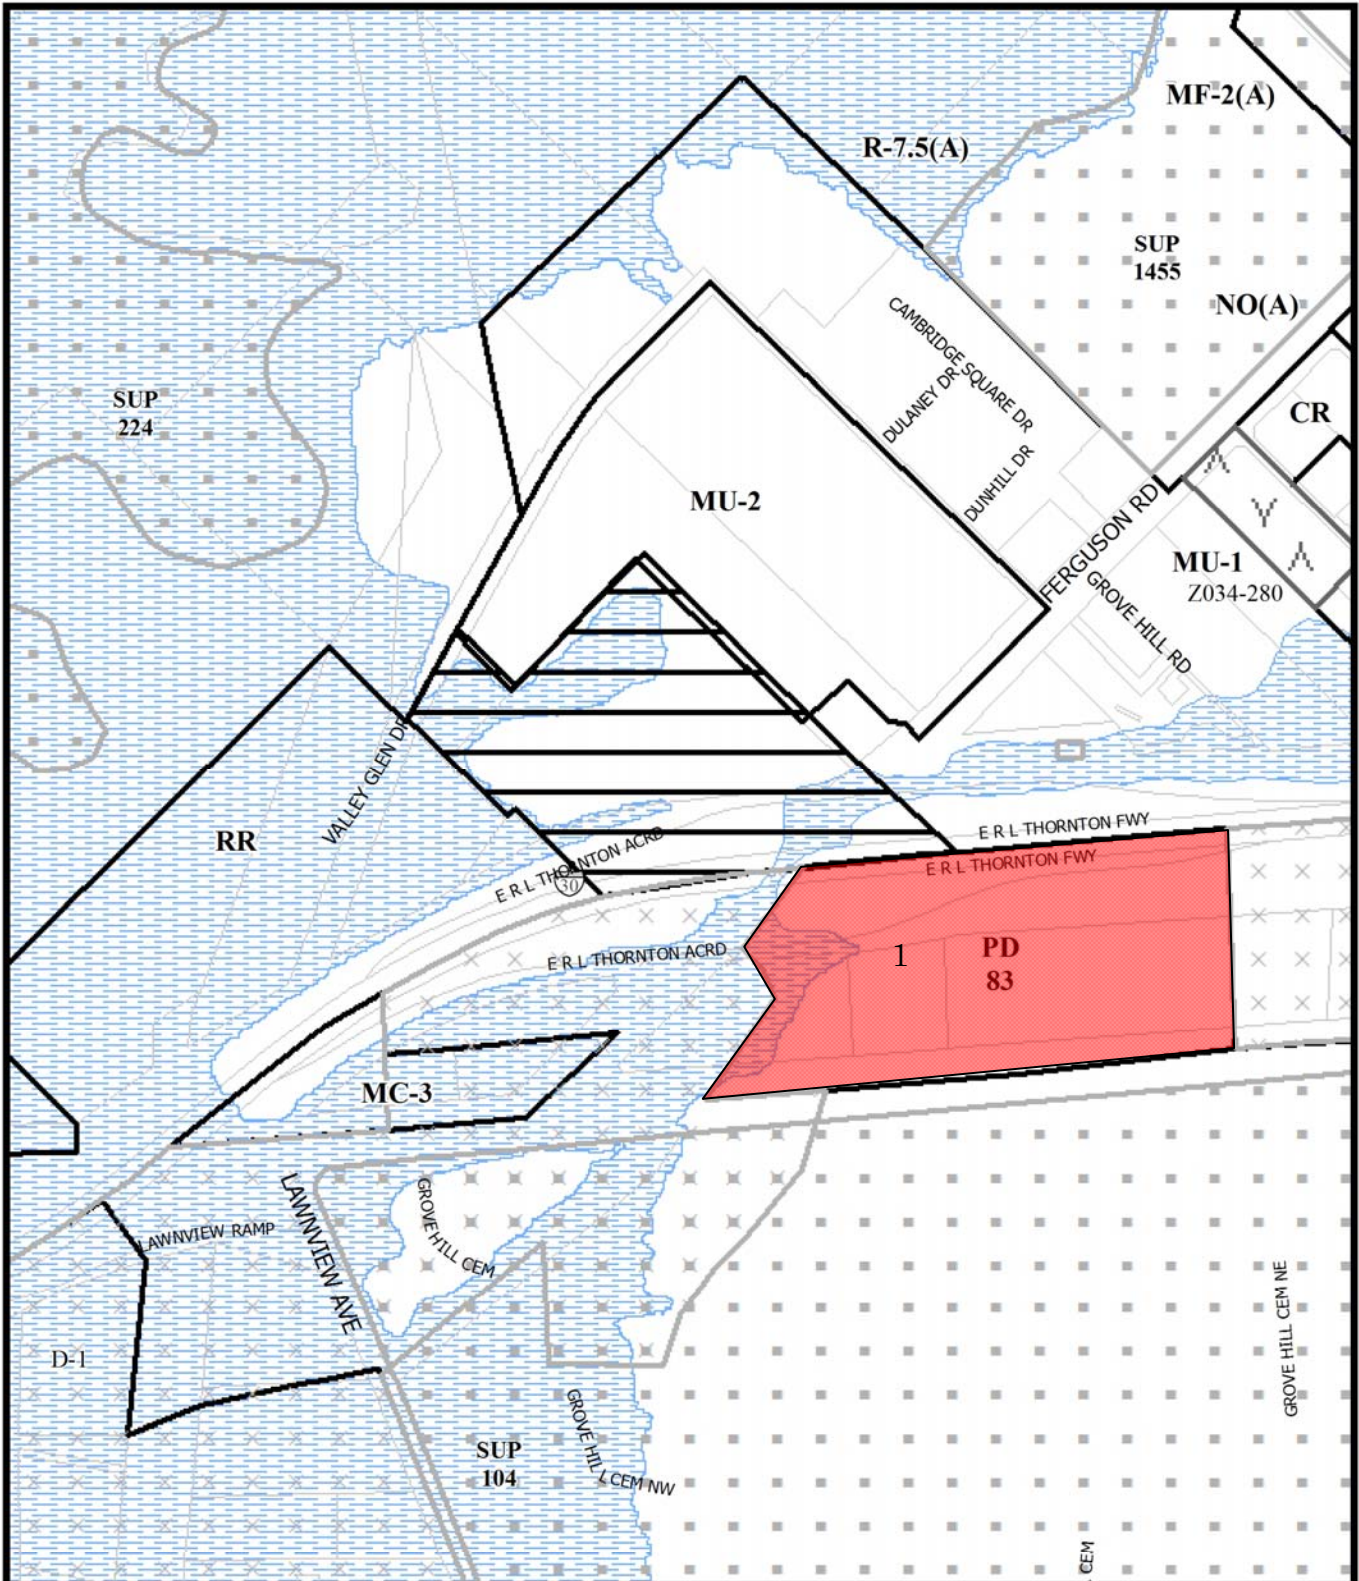 MF-2(A)
R-7.5(A)
SUP
1455
NO(A)
CAMBRIDGE SQUARE DR
DULANEY DR
DUNHILL DR
SUP
224
CR
MU-2
FERGUSON RD
MU-1
Z034-280
GROVE HILL RD
VALLEY GLEN DR
RR
E R L THORNTON FWY
E R L THORNTON ACRD
E R L THORNTON FWY
30
E R L THORNTON ACRD
1
PD
83
MC-3
LAWNVIEW AVE
GROVE HILL CEM
LAWNVIEW RAMP
D-1
GROVE HILL CEM NE
GROVE HILL CEM NW
SUP
104
CEM